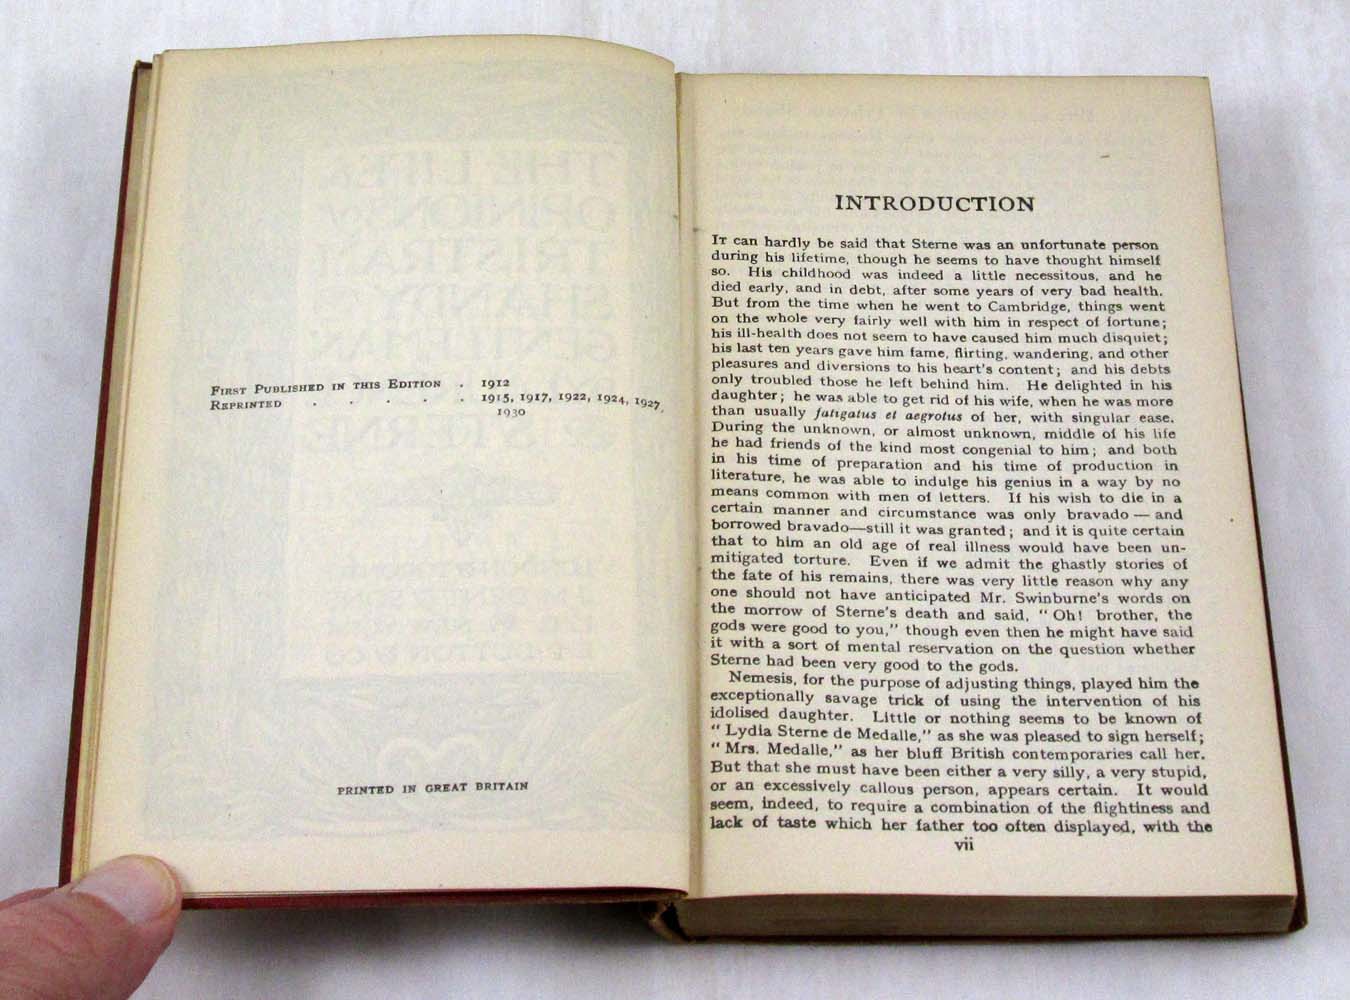 FIRST PUBLISHED IN THIS EDITION . 1912
REPRINTED . . . . . 1915, 1917, 1922, 1924, 1927,
1930
PRINTED IN GREAT BRITAIN
INTRODUCTION
IT can hardly be said that Sterne was an unfortunate person
during his lifetime, though he seems to have thought himself
so. His childhood was indeed a little necessitous, and he
died early, and in debt, after some years of very bad health.
But from the time when he went to Cambridge, things went
on the whole very fairly well with him in respect of fortune;
his ill-health does not seem to have caused him much disquiet;
his last ten years gave him fame, flirting, wandering, and other
pleasures and diversions to his heart's content; and his debts
only troubled those he left behind him. He delighted in his
daughter; he was able to get rid of his wife, when he was more
than usually fatigatus et aegrotus of her, with singular ease.
During the unknown, or almost unknown, middle of his life
he had friends of the kind most congenial to him; and both
in his time of preparation and his time of production in
literature, he was able to indulge his genius in a way by no
means common with men of letters. If his wish to die in a
certain manner and circumstance was only bravado — and
borrowed bravado—still it was granted; and it is quite certain
that to him an old age of real illness would have been un-
mitigated torture. Even if we admit the ghastly stories of
the fate of his remains, there was very little reason why any
one should not have anticipated Mr. Swinburne's words on
the morrow of Sterne's death and said, "Oh! brother, the
gods were good to you," though even then he might have said
it with a sort of mental reservation on the question whether
Sterne had been very good to the gods.
Nemesis, for the purpose of adjusting things, played him the
exceptionally savage trick of using the intervention of his
idolised daughter. Little or nothing seems to be known of
"Lydia Sterne de Medalle," as she was pleased to sign herself;
"Mrs. Medalle," as her bluff British contemporaries call her.
But that she must have been either a very silly, a very stupid,
or an excessively callous person, appears certain. It would
seem, indeed, to require a combination of the flightiness and
lack of taste which her father too often displayed, with the
vii